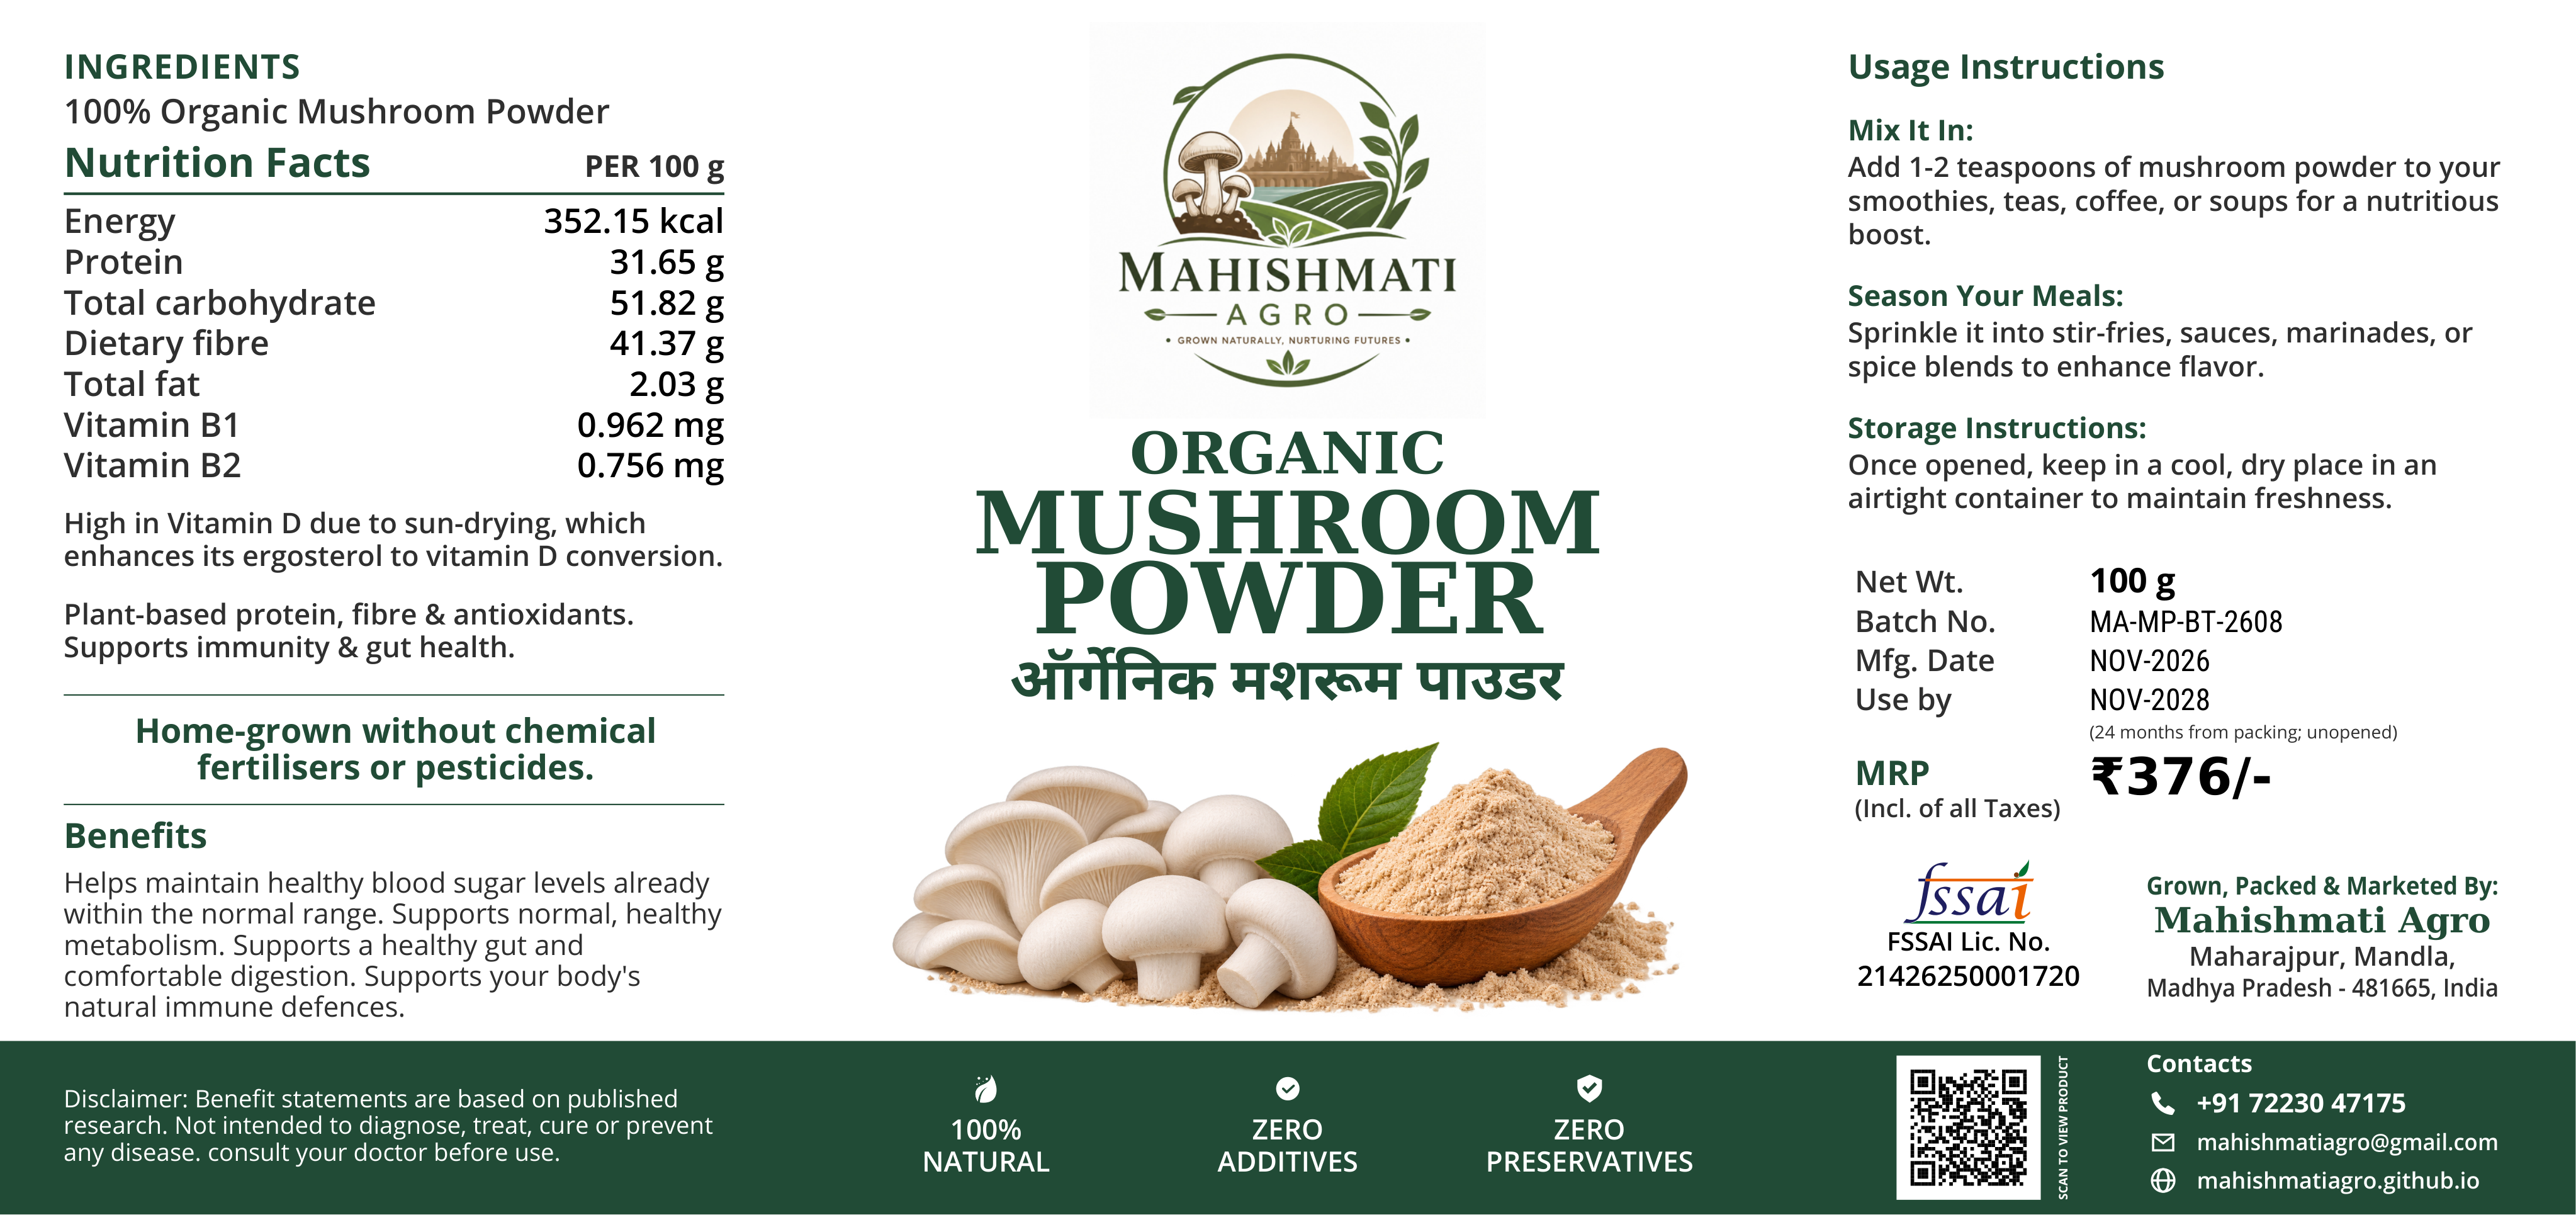 INGREDIENTS
100% Organic Mushroom Powder
Nutrition Facts PER 100 g
Energy 352.15 kcal
Protein 31.65 g
Total carbohydrate 51.82 g
Dietary fibre 41.37 g
Total fat 2.03 g
Vitamin B1 0.962 mg
Vitamin B2 0.756 mg
High in Vitamin D due to sun-drying, which
enhances its ergosterol to vitamin D conversion.
Plant-based protein, fibre & antioxidants.
Supports immunity & gut health.
Home-grown without chemical
fertilisers or pesticides.
Benefits
Helps maintain healthy blood sugar levels already
within the normal range. Supports normal, healthy
metabolism. Supports a healthy gut and
comfortable digestion. Supports your body's
natural immune defences.
Disclaimer: Benefit statements are based on published
research. Not intended to diagnose, treat, cure or prevent
any disease. consult your doctor before use.
MAHISHMATI
AGRO
• GROWN NATURALLY, NURTURING FUTURES •
ORGANIC
MUSHROOM
POWDER
ऑर्गेनिक मशरूम पाउडर
100%
NATURAL
ZERO
ADDITIVES
ZERO
PRESERVATIVES
Usage Instructions
Mix It In:
Add 1-2 teaspoons of mushroom powder to your
smoothies, teas, coffee, or soups for a nutritious
boost.
Season Your Meals:
Sprinkle it into stir-fries, sauces, marinades, or
spice blends to enhance flavor.
Storage Instructions:
Once opened, keep in a cool, dry place in an
airtight container to maintain freshness.
Net Wt. 100 g
Batch No. MA-MP-BT-2608
Mfg. Date NOV-2026
Use by NOV-2028
(24 months from packing; unopened)
MRP ₹376/-
(Incl. of all Taxes)
fssai
FSSAI Lic. No.
21426250001720
Grown, Packed & Marketed By:
Mahishmati Agro
Maharajpur, Mandla,
Madhya Pradesh - 481665, India
SCAN TO VIEW PRODUCT
Contacts
+91 72230 47175
mahishmatiagro@gmail.com
mahishmatiagro.github.io